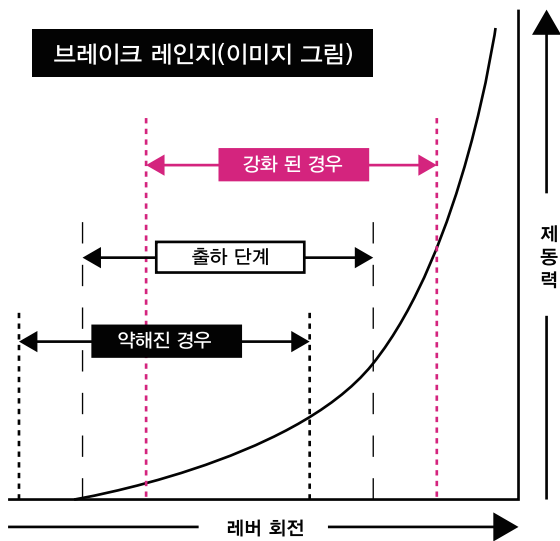 브레이크 레인지(이미지 그림)
강화 된 경우
출하 단계
약해진 경우
제동력
레버 회전